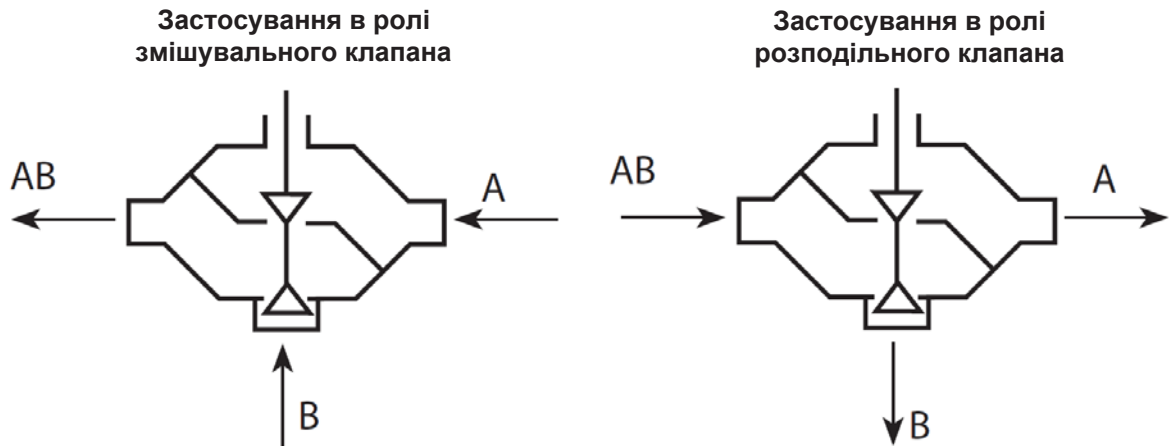 Застосування в ролі
змішувального клапана
AB
A
B
Застосування в ролі
розподільного клапана
AB
A
B